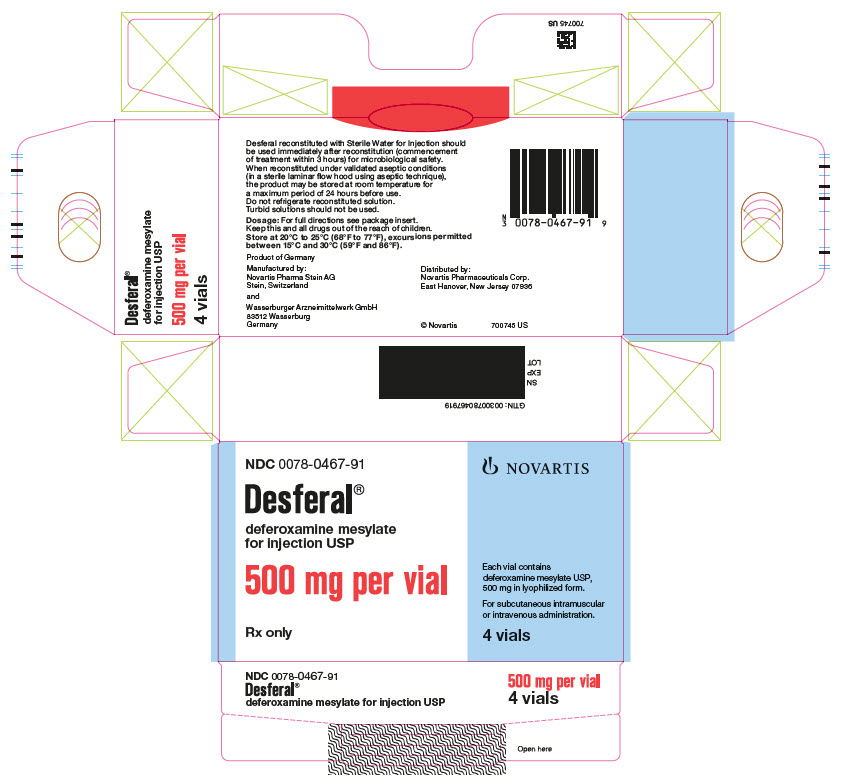 700745 US
Desferal reconstituted with Sterile Water for Injection should
be used immediately after reconstitution (commencement
of treatment within 3 hours) for microbiological safety.
When reconstituted under validated aseptic conditions
(in a sterile laminar flow hood using aseptic technique),
the product may be stored at room temperature for
a maximum period of 24 hours before use.
Do not refrigerate reconstituted solution.
Turbid solutions should not be used.
Dosage: For full directions see package insert.
Keep this and all drugs out of the reach of children.
Store at 20°C to 25°C (68°F to 77°F), excursions permitted
between 15°C and 30°C (59°F and 86°F).
Product of Germany
Manufactured by:
Novartis Pharma Stein AG
Stein, Switzerland
and
Wasserburger Arzneimittelwerk GmbH
83512 Wasserburg
Germany
Distributed by:
Novartis Pharmaceuticals Corp.
East Hanover, New Jersey 07936
© Novartis 700745 US
N
3 0078-0467-91 9
Desferal®
deferoxamine mesylate
for injection USP
500 mg per vial
4 vials
SN
EXP
LOT
GTIN: 00300780467919
NDC 0078-0467-91
Desferal®
deferoxamine mesylate
for injection USP
500 mg per vial
Rx only
NOVARTIS
Each vial contains
deferoxamine mesylate USP,
500 mg in lyophilized form.
For subcutaneous intramuscular
or intravenous administration.
4 vials
NDC 0078-0467-91
Desferal®
deferoxamine mesylate for injection USP
500 mg per vial
4 vials
Open here